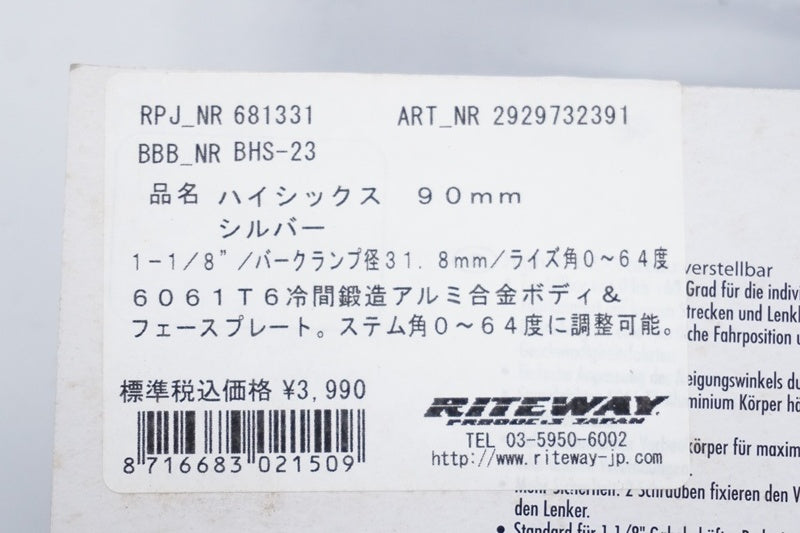 RPJ_NR 681331 ART_NR 2929732391
BBB_NR BHS-23
品名 ハイシックス 90mm
シルバー
1-1/8"/バークランプ径31.8mm/ライズ角0~64度
6061T6冷間鍛造アルミ合金ボディ&
フェースプレート。ステム角0~64度に調整可能。
標準税込価格 ¥3,990
8 716683 021509
RITEWAY
PRODUCTS JAPAN
TEL 03-5950-6002
http://www.riteway-jp.com
verstellbar
Grad für die indivi
trecken und Lenkl
che Fahrposition u
eigungswinkels du
uminium Körper hä
körper für maxim
Mehr Sicherheit: 2 Schrauben fixieren den V
den Lenker.
• Standard für 1 1/8"